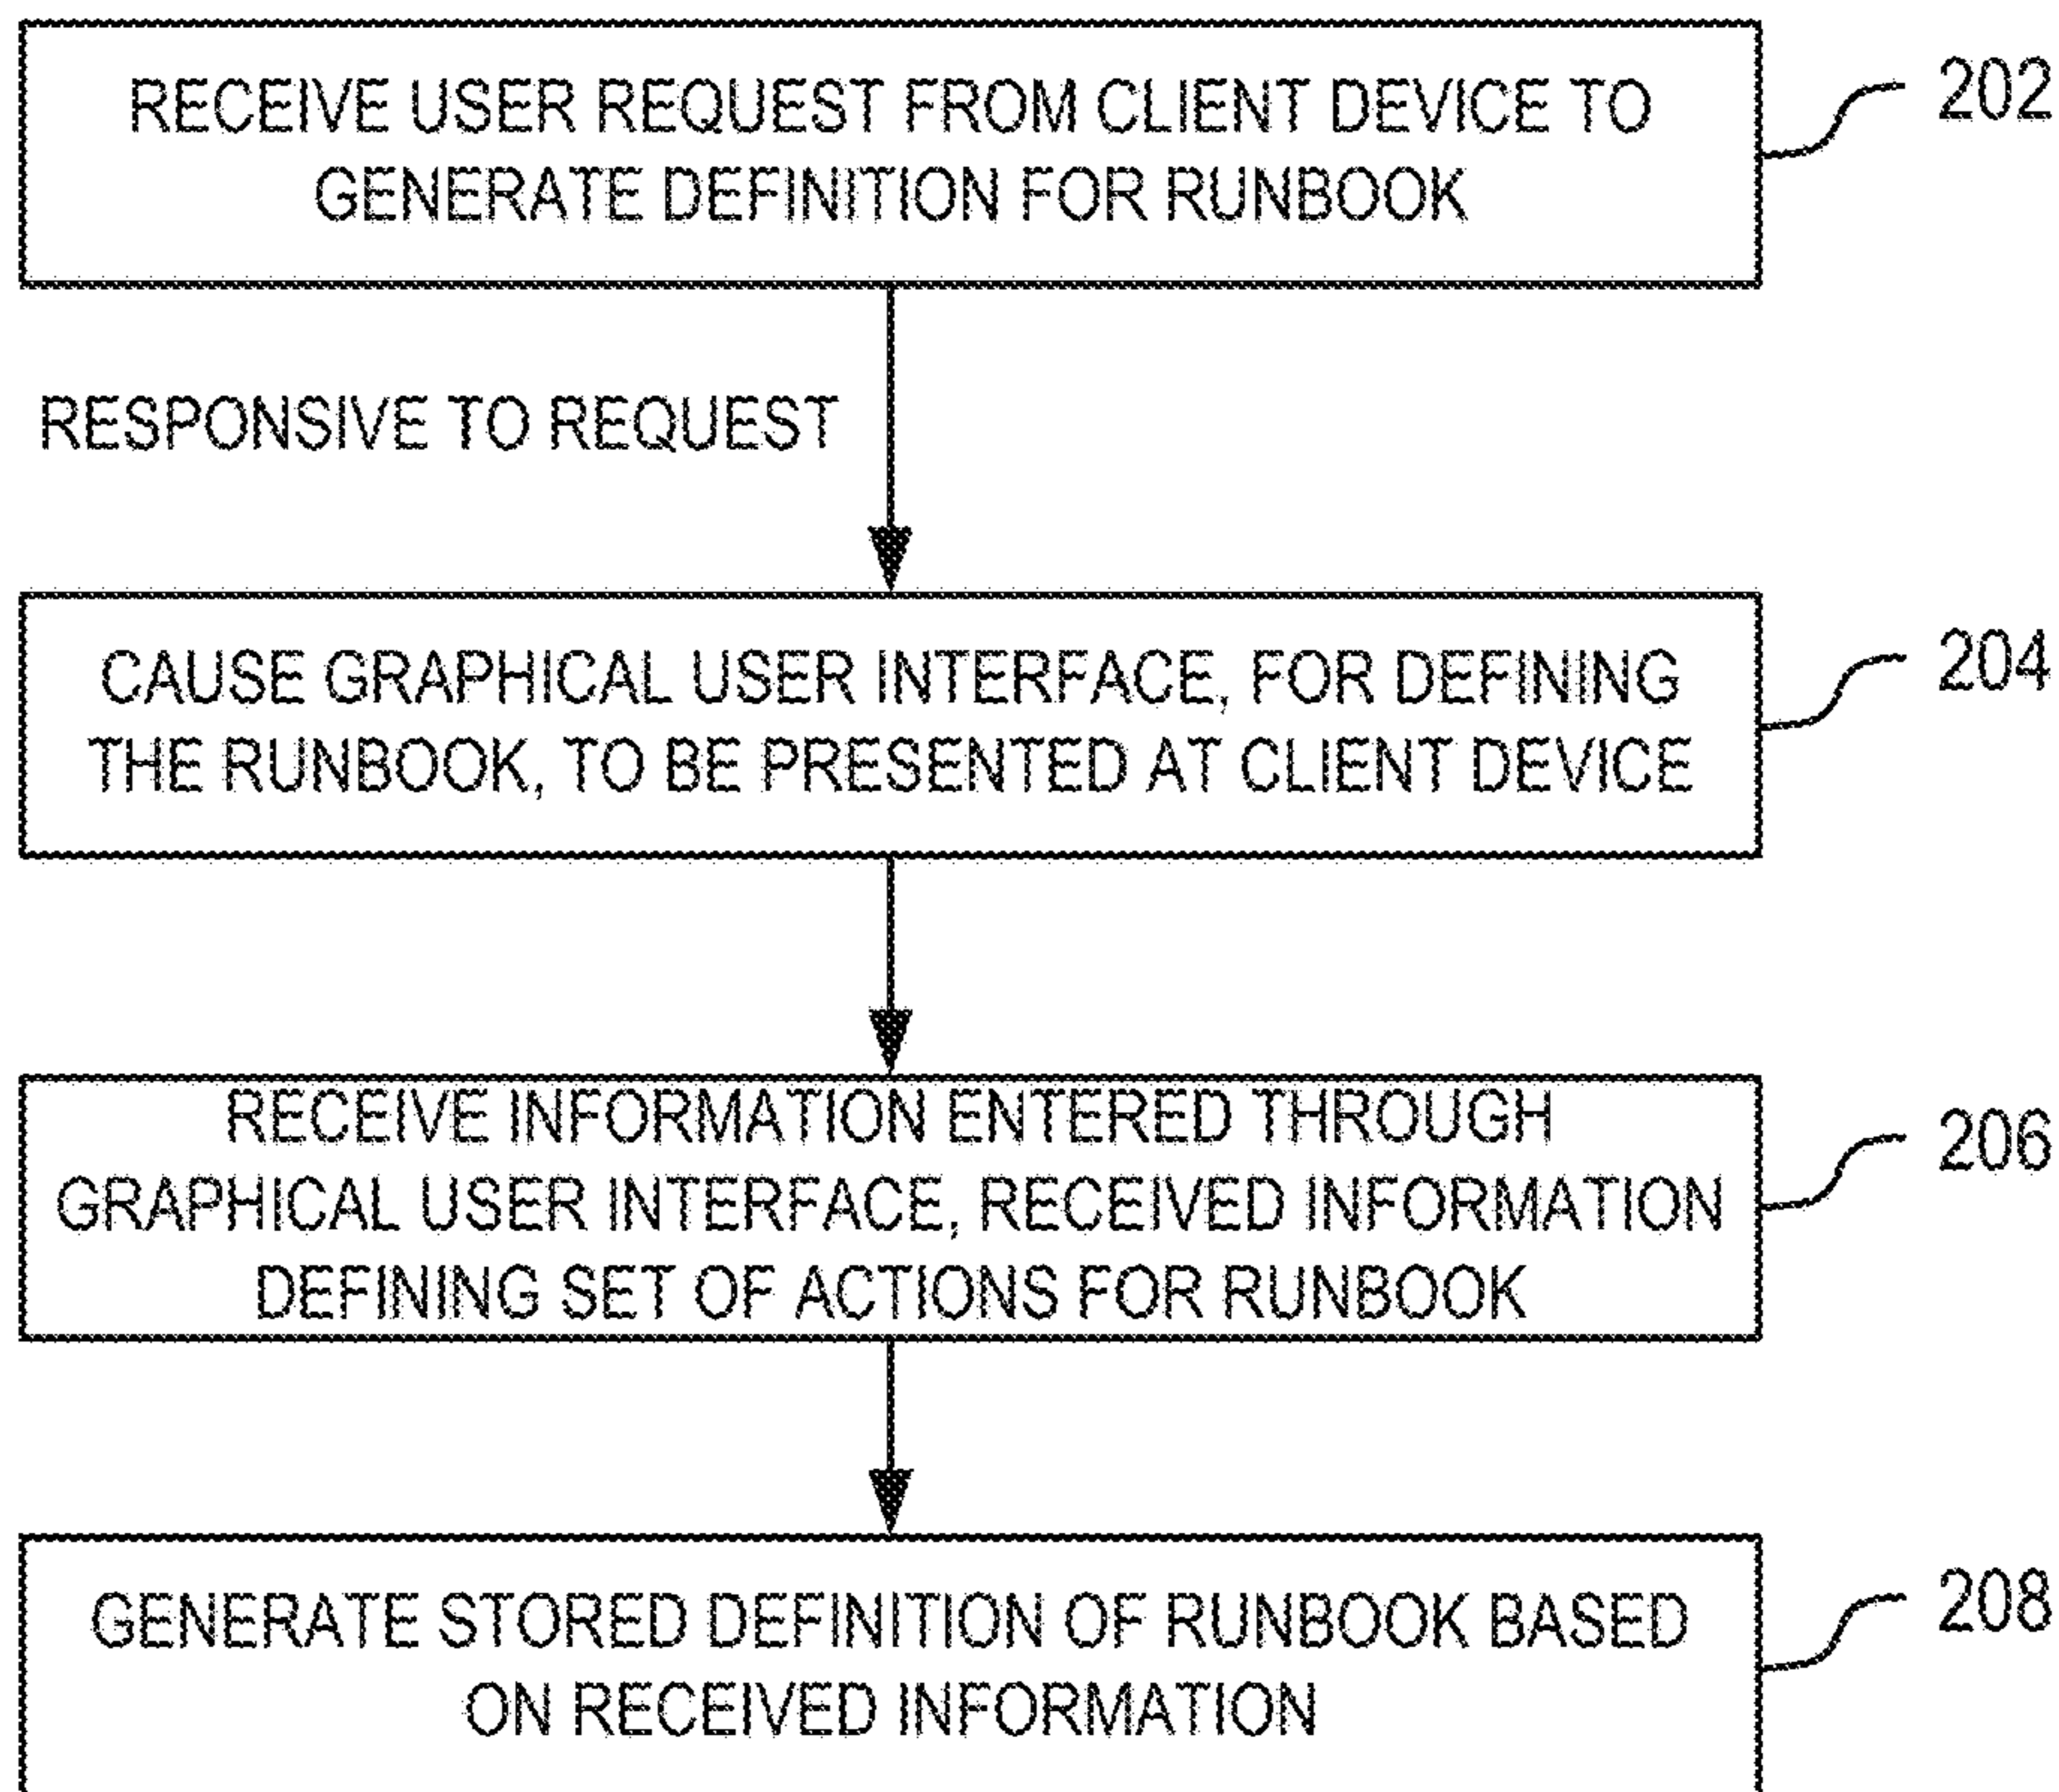 RECEIVE USER REQUEST FROM CLIENT DEVICE TO
GENERATE DEFINITION FOR RUNBOOK
202
RESPONSIVE TO REQUEST
CAUSE GRAPHICAL USER INTERFACE, FOR DEFINING
THE RUNBOOK, TO BE PRESENTED AT CLIENT DEVICE
204
RECEIVE INFORMATION ENTERED THROUGH
GRAPHICAL USER INTERFACE, RECEIVED INFORMATION
DEFINING SET OF ACTIONS FOR RUNBOOK
206
GENERATE STORED DEFINITION OF RUNBOOK BASED
ON RECEIVED INFORMATION
208